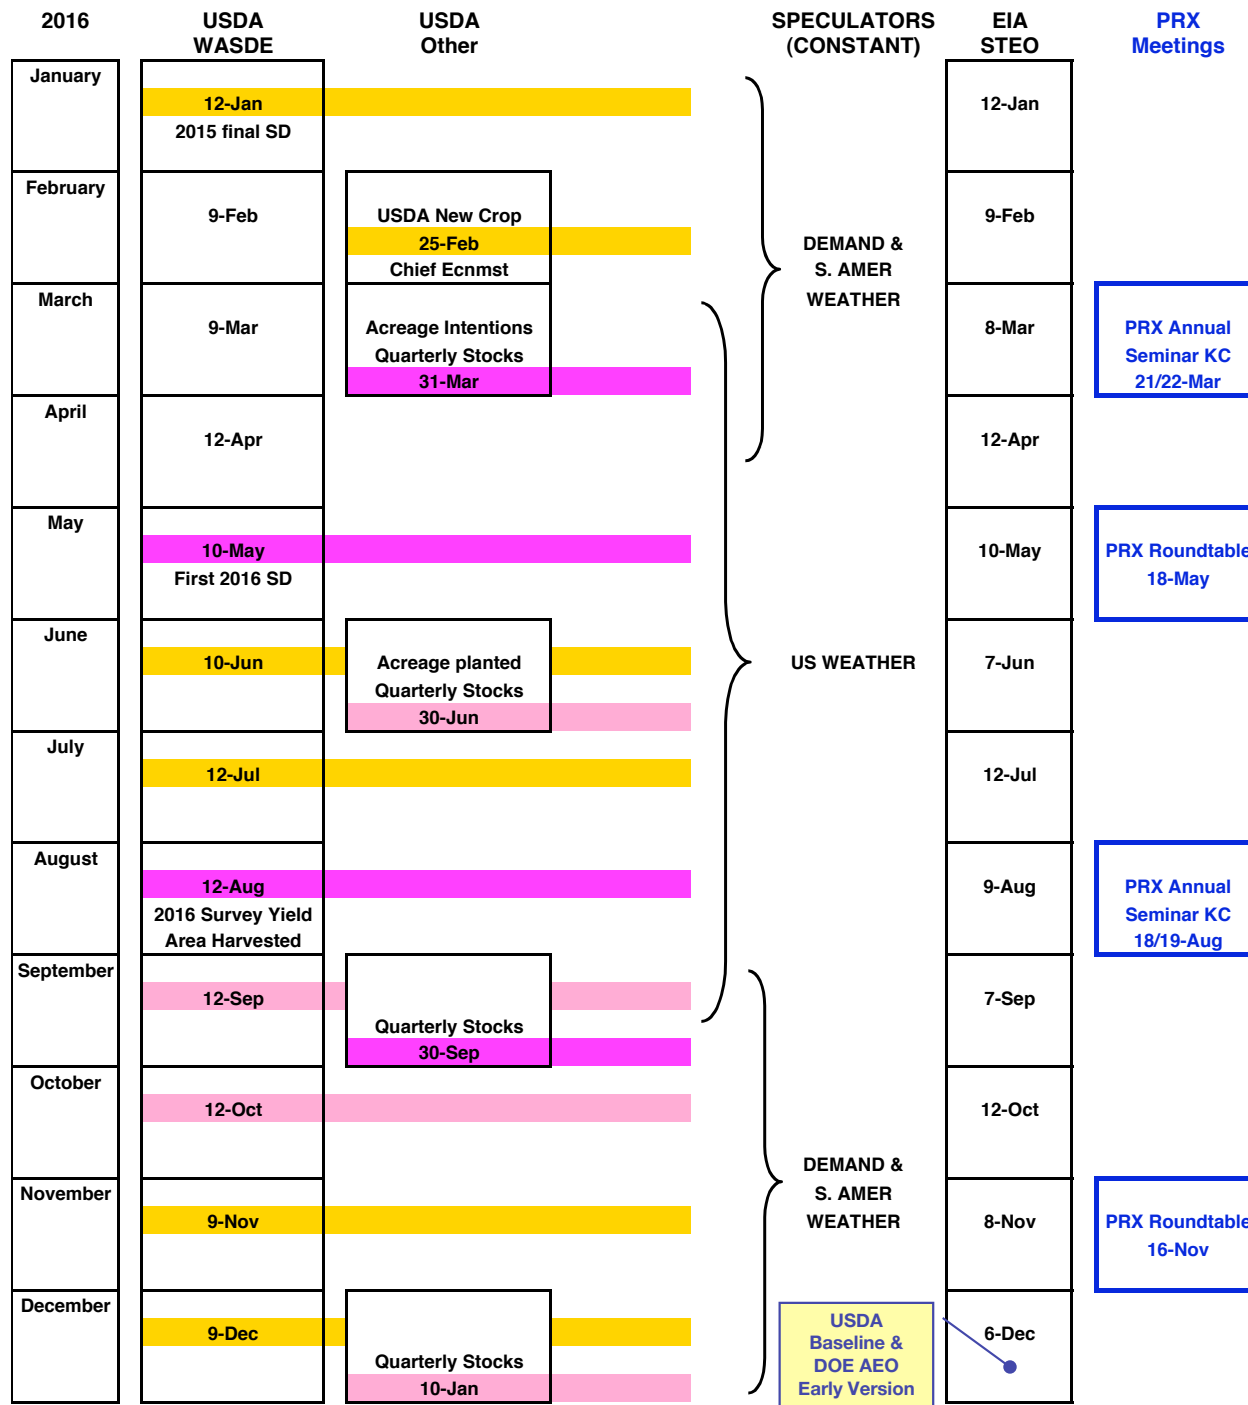 2016
USDA
WASDE
USDA
Other
SPECULATORS
(CONSTANT)
EIA
STEO
PRX
Meetings
January
12-Jan
2015 final SD
12-Jan
February
9-Feb
USDA New Crop
25-Feb
Chief Ecnmst
DEMAND &
S. AMER
WEATHER
9-Feb
March
9-Mar
Acreage Intentions
Quarterly Stocks
31-Mar
8-Mar
PRX Annual
Seminar KC
21/22-Mar
April
12-Apr
12-Apr
May
10-May
First 2016 SD
10-May
PRX Roundtable
18-May
June
10-Jun
Acreage planted
Quarterly Stocks
30-Jun
US WEATHER
7-Jun
July
12-Jul
12-Jul
August
12-Aug
2016 Survey Yield
Area Harvested
9-Aug
PRX Annual
Seminar KC
18/19-Aug
September
12-Sep
Quarterly Stocks
30-Sep
7-Sep
October
12-Oct
12-Oct
DEMAND &
S. AMER
WEATHER
November
9-Nov
8-Nov
PRX Roundtable
16-Nov
December
9-Dec
Quarterly Stocks
10-Jan
USDA
Baseline &
DOE AEO
Early Version
6-Dec